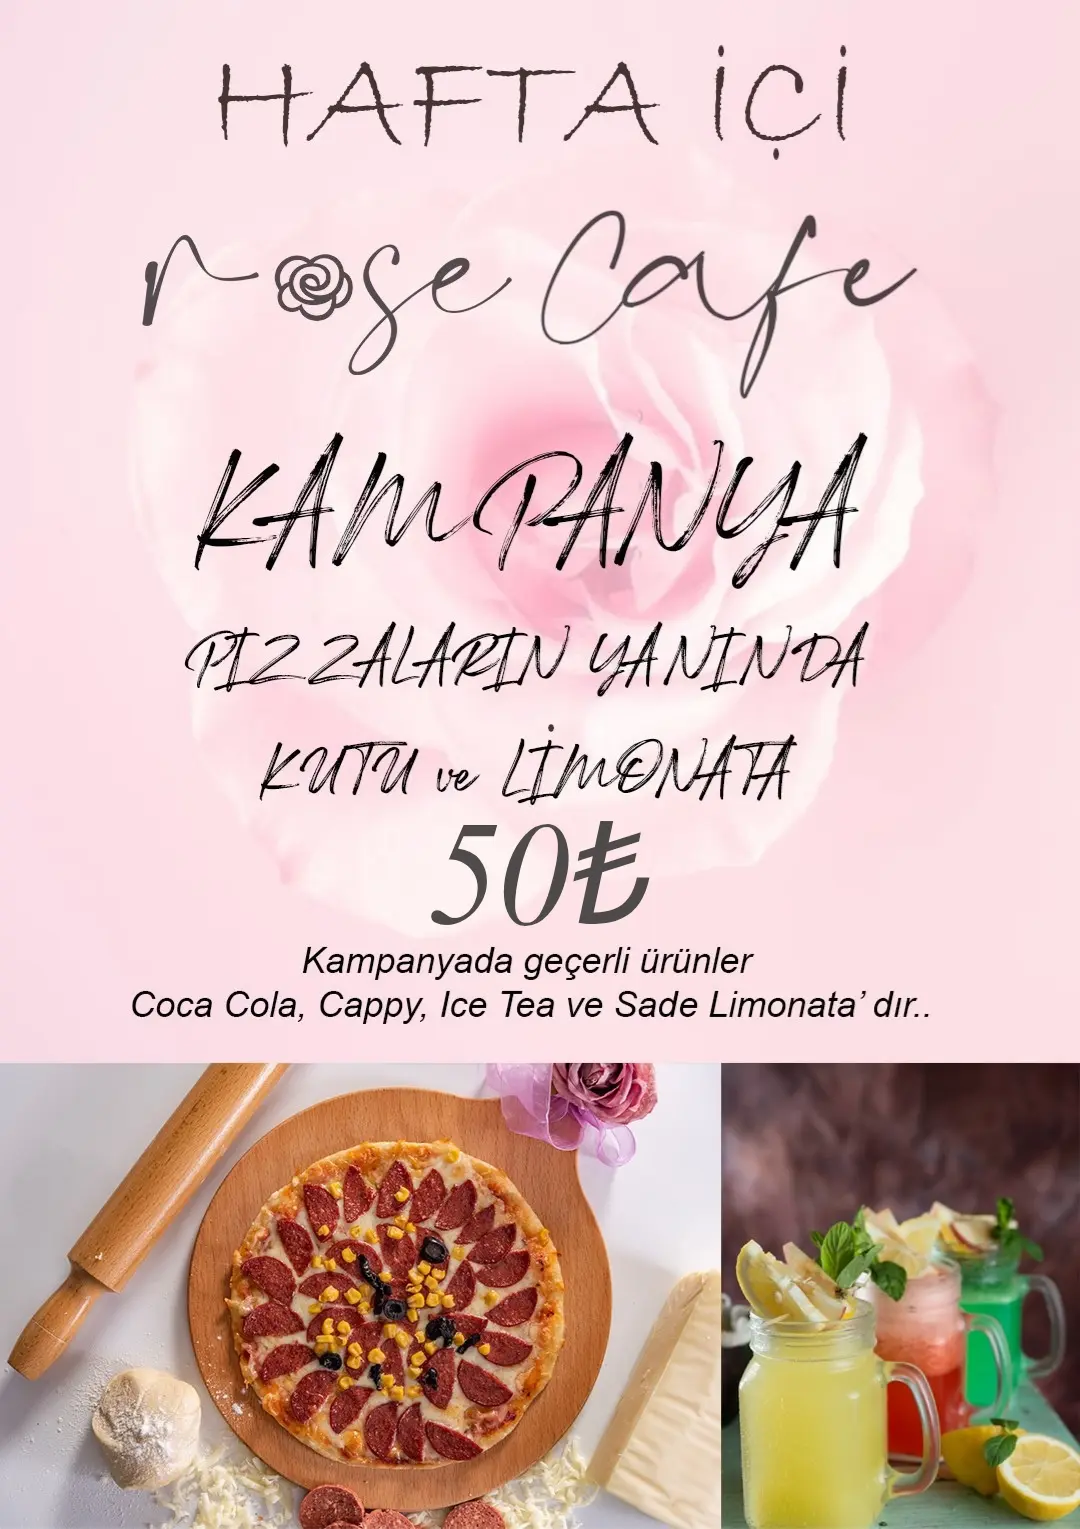 HAFTA İÇİ
rose Cafe
KAMPANYA
PIZZALARIN YANINDA
KUTU ve LİMONATA
50₺
Kampanyada geçerli ürünler
Coca Cola, Cappy, Ice Tea ve Sade Limonata' dır..